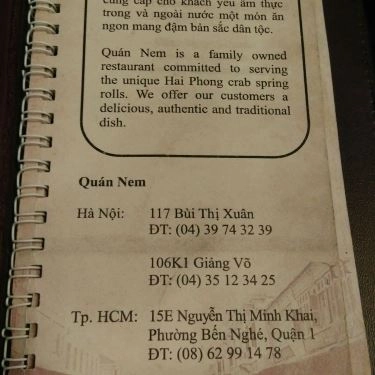 cung cấp cho khách yêu ẩm thực
trong và ngoài nước một món ăn
ngon mang đậm bản sắc dân tộc.
Quán Nem is a family owned
restaurant committed to serving
the unique Hai Phong crab spring
rolls. We offer our customers a
delicious, authentic and traditional
dish.
Quán Nem
Hà Nội: 117 Bùi Thị Xuân
ĐT: (04) 39 74 32 39
106K1 Giảng Võ
ĐT: (04) 35 12 34 25
Tp. HCM: 15E Nguyễn Thị Minh Khai,
Phường Bến Nghé, Quận 1
ĐT: (08) 62 99 14 78